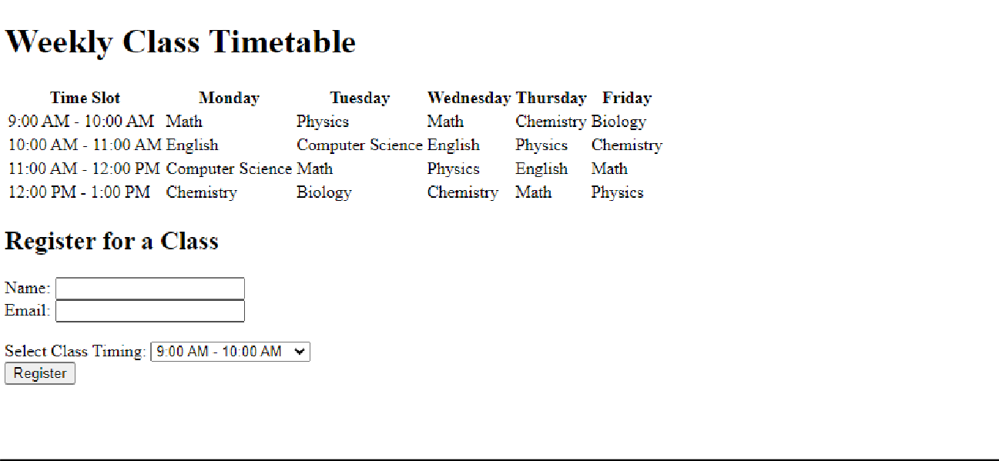 Weekly Class Timetable
Time Slot Monday Tuesday Wednesday Thursday Friday
9:00 AM - 10:00 AM Math Physics Math Chemistry Biology
10:00 AM - 11:00 AM English Computer Science English Physics Chemistry
11:00 AM - 12:00 PM Computer Science Math Physics English Math
12:00 PM - 1:00 PM Chemistry Biology Chemistry Math Physics
Register for a Class
Name:
Email:
Select Class Timing: 9:00 AM - 10:00 AM
Register